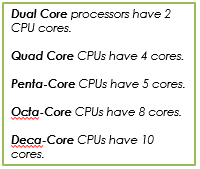 Dual Core processors have 2
CPU cores.
Quad Core CPUs have 4 cores.
Penta-Core CPUs have 5 cores.
Octa-Core CPUs have 8 cores.
Deca-Core CPUs have 10
cores.